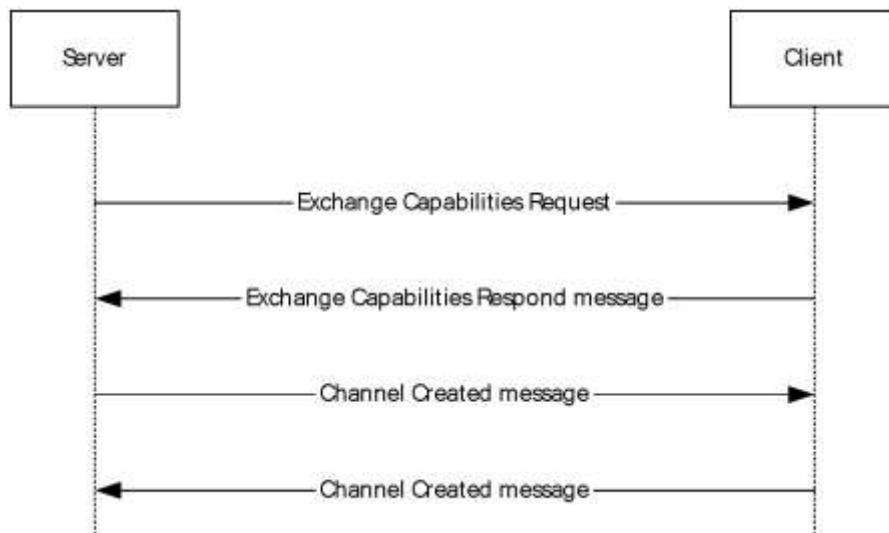 Server
Client
Exchange Capabilities Request
Exchange Capabilities Respond message
Channel Created message
Channel Created message